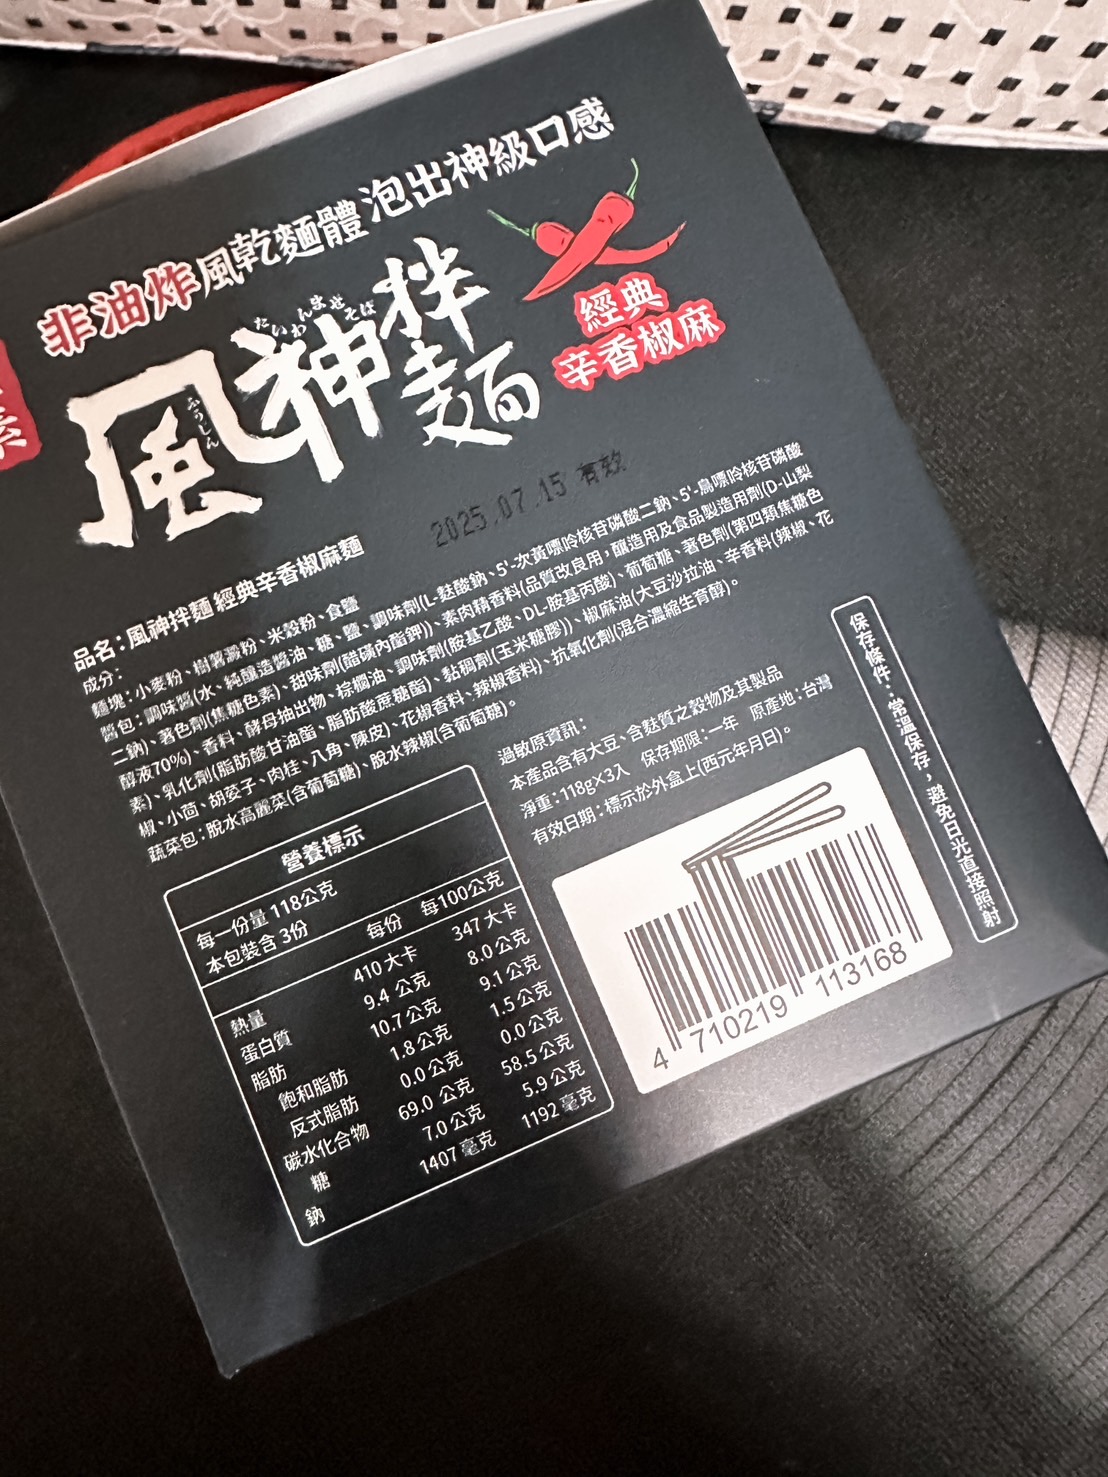 非油炸風乾麵體 泡出神級口感
たいわんまぜそば
風神拌麵
ふうじん
經典
辛香椒麻
素
2025.07.15 有效
品名：風神拌麵 經典辛香椒麻麵
成分：
麵塊：小麥粉、樹薯澱粉、米穀粉、食鹽
醬包：調味醬(水、純釀造醬油、糖、鹽、調味劑(L-麩酸鈉、5'-次黃嘌呤核苷磷酸二鈉、5'-鳥嘌呤核苷磷酸
二鈉)、著色劑(焦糖色素)、甜味劑(醋磺內酯鉀))、素肉精香料(品質改良用，釀造用及食品製造用劑(D-山梨
醇液70%)、香料、酵母抽出物、棕櫚油、調味劑(胺基乙酸、DL-胺基丙酸)、葡萄糖、著色劑(第四類焦糖色
素)、乳化劑(脂肪酸甘油酯、脂肪酸蔗糖酯)、黏稠劑(玉米糖膠))、椒麻油(大豆沙拉油、辛香料(辣椒、花
椒、小茴、胡荽子、肉桂、八角、陳皮)、花椒香料、辣椒香料)、抗氧化劑(混合濃縮生育醇)。
蔬菜包：脫水高麗菜(含葡萄糖)、脫水辣椒(含葡萄糖)。
過敏原資訊：
本產品含有大豆、含麩質之穀物及其製品
淨重：118g×3入 保存期限：一年 原產地：台灣
有效日期：標示於外盒上(西元年月日)。
保存條件：常溫保存，避免日光直接照射
營養標示
每一份量 118公克
本包裝含 3份
每份 每100公克
熱量 410 大卡 347 大卡
蛋白質 9.4 公克 8.0 公克
脂肪 10.7 公克 9.1 公克
飽和脂肪 1.8 公克 1.5 公克
反式脂肪 0.0 公克 0.0 公克
碳水化合物 69.0 公克 58.5 公克
糖 7.0 公克 5.9 公克
鈉 1407 毫克 1192 毫克
4 710219 113168